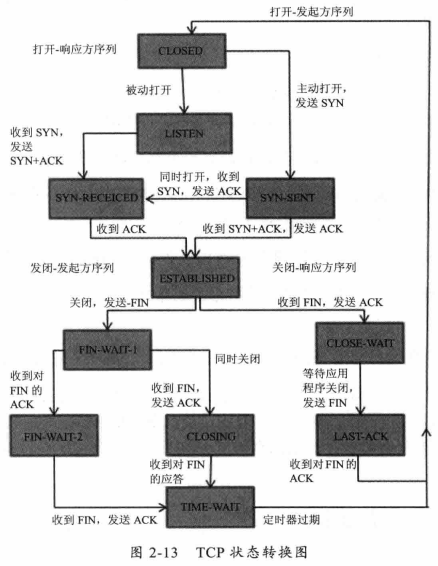 打开-发起方序列
打开-响应方序列
CLOSED
被动打开
主动打开,
发送 SYN
LISTEN
收到 SYN,
发送
SYN+ACK
同时打开, 收到
SYN, 发送 ACK
SYN-RECEICED
SYN-SENT
收到 ACK
收到 SYN+ACK, 发送 ACK
发闭-发起方序列
ESTABLISHED
关闭-响应方序列
关闭, 发送-FIN
收到 FIN, 发送 ACK
FIN-WAIT-1
同时关闭
CLOSE-WAIT
收到对
FIN 的
ACK
收到 FIN,
发送 ACK
等待应用
程序关闭,
发送 FIN
FIN-WAIT-2
CLOSING
LAST-ACK
收到对 FIN
的应答
收到对 FIN 的
ACK
收到 FIN, 发送 ACK
TIME-WAIT
定时器过期
图 2-13 TCP 状态转换图